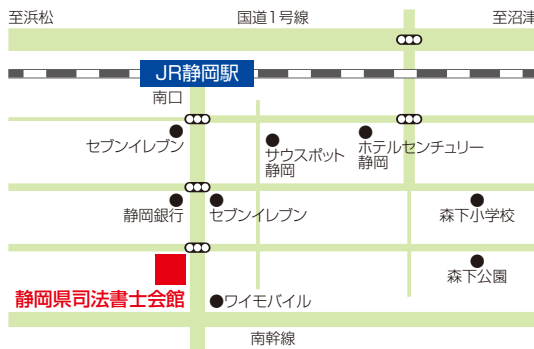 至浜松
国道1号線
至沼津
JR静岡駅
南口
セブンイレブン
サウスポット
静岡
ホテルセンチュリー
静岡
静岡銀行
セブンイレブン
森下小学校
森下公園
静岡県司法書士会館
ワイモバイル
南幹線